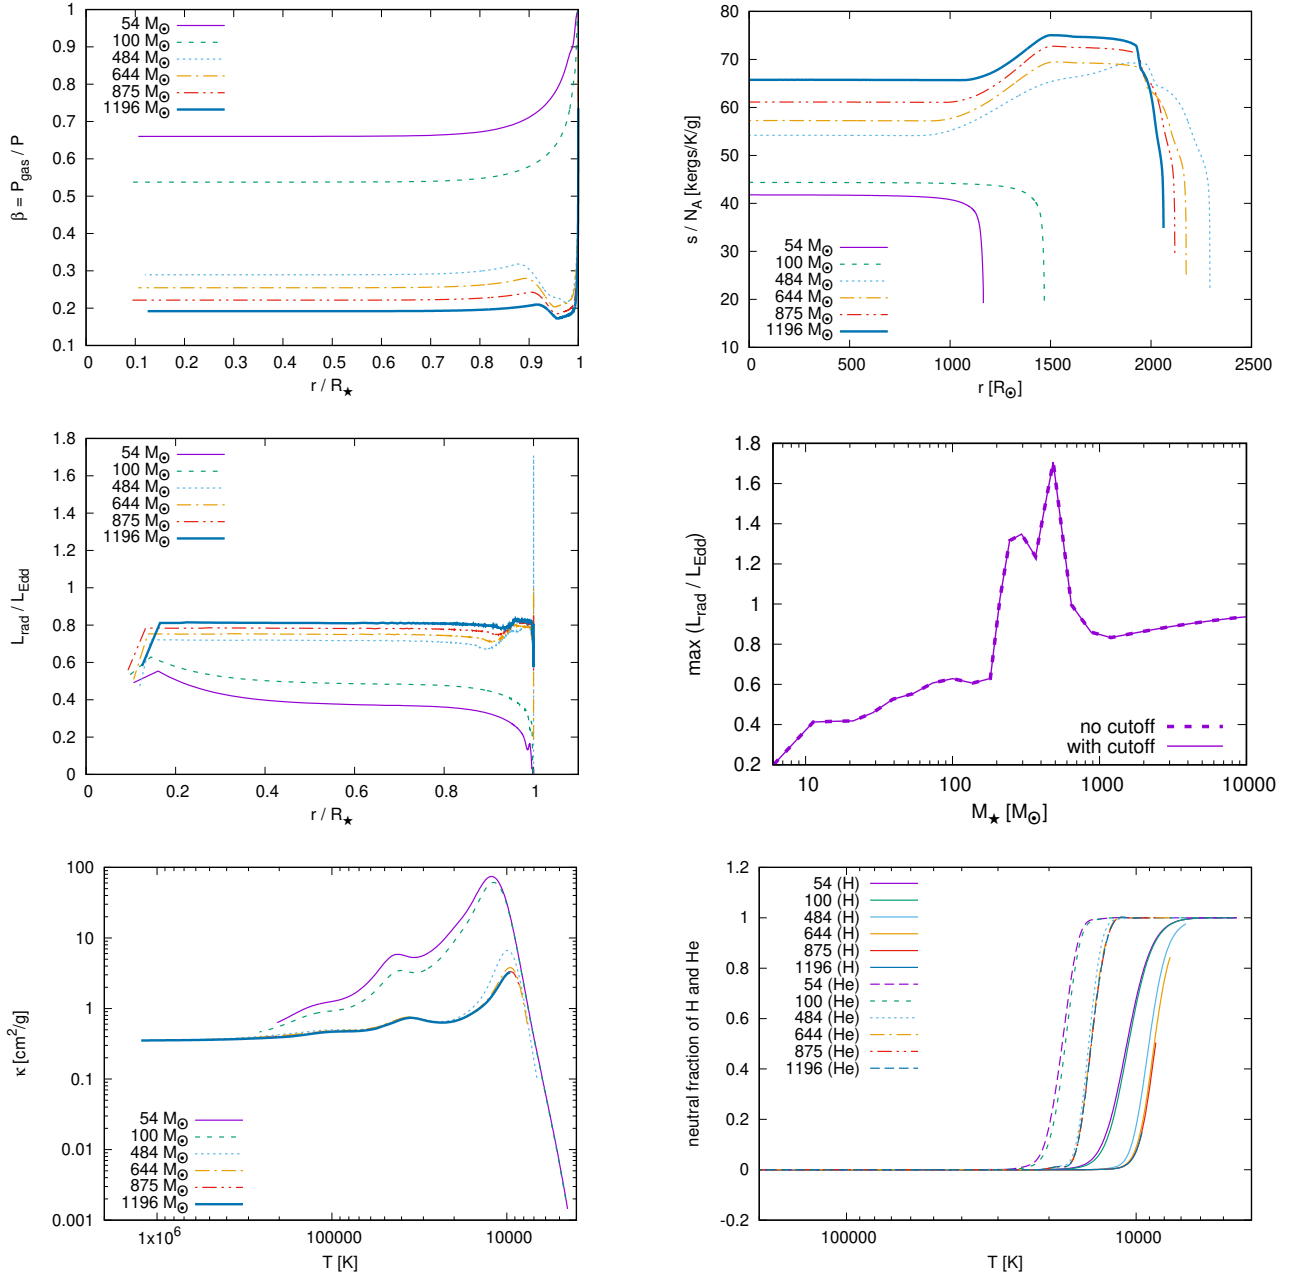 β = P_gas / P
1
0.9
0.8
0.7
0.6
0.5
0.4
0.3
0.2
0.1
54 M⊙
100 M⊙
484 M⊙
644 M⊙
875 M⊙
1196 M⊙
0 0.1 0.2 0.3 0.4 0.5 0.6 0.7 0.8 0.9 1
r / R★
s / N_A [kergs/K/g]
80
70
60
50
40
30
20
10
54 M⊙
100 M⊙
484 M⊙
644 M⊙
875 M⊙
1196 M⊙
0 500 1000 1500 2000 2500
r [R⊙]
L_rad / L_Edd
1.8
1.6
1.4
1.2
1
0.8
0.6
0.4
0.2
0
54 M⊙
100 M⊙
484 M⊙
644 M⊙
875 M⊙
1196 M⊙
0 0.2 0.4 0.6 0.8 1
r / R★
max (L_rad / L_Edd)
1.8
1.6
1.4
1.2
1
0.8
0.6
0.4
0.2
no cutoff
with cutoff
10 100 1000 10000
M★ [M⊙]
κ [cm²/g]
100
10
1
0.1
0.01
0.001
54 M⊙
100 M⊙
484 M⊙
644 M⊙
875 M⊙
1196 M⊙
1x10⁶ 100000 10000
T [K]
neutral fraction of H and He
1.2
1
0.8
0.6
0.4
0.2
0
-0.2
54 (H)
100 (H)
484 (H)
644 (H)
875 (H)
1196 (H)
54 (He)
100 (He)
484 (He)
644 (He)
875 (He)
1196 (He)
100000 10000
T [K]